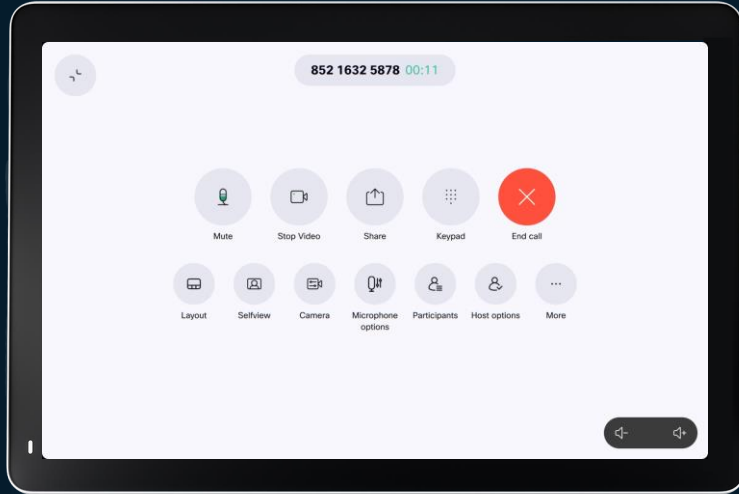 852 1632 5878 00:11
Mute Stop Video Share Keypad End call
Layout Selfview Camera Microphone options Participants Host options More